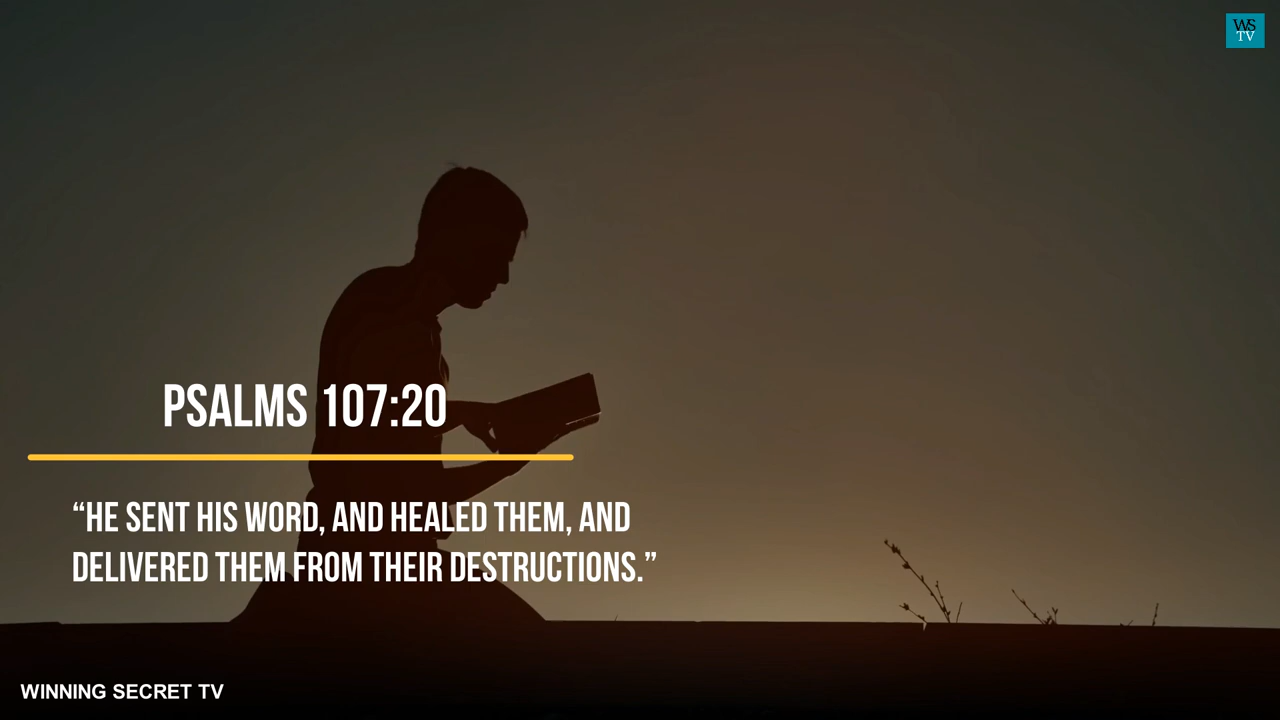 WS
TV
PSALMS 107:20
“HE SENT HIS WORD, AND HEALED THEM, AND
DELIVERED THEM FROM THEIR DESTRUCTIONS.”
WINNING SECRET TV